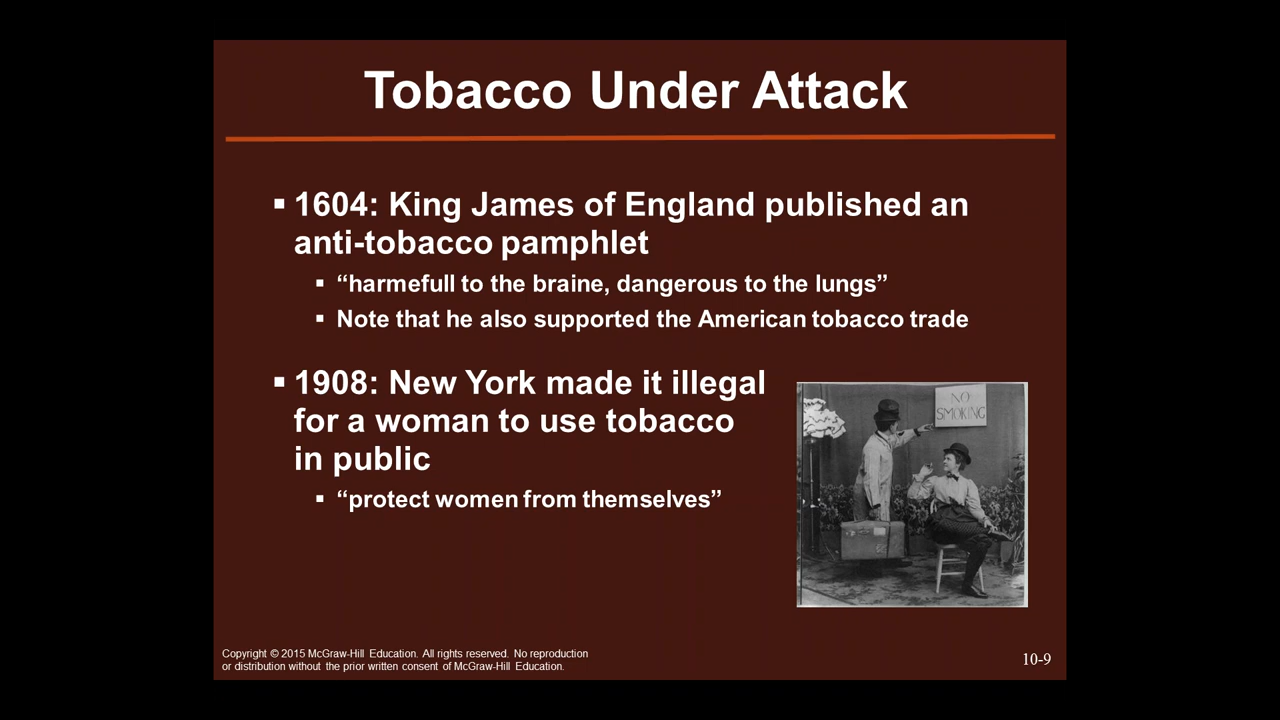 Tobacco Under Attack
▪ 1604: King James of England published an
anti-tobacco pamphlet
▪ “harmefull to the braine, dangerous to the lungs”
▪ Note that he also supported the American tobacco trade
▪ 1908: New York made it illegal
for a woman to use tobacco
in public
▪ “protect women from themselves”
NO
SMOKING
Copyright © 2015 McGraw-Hill Education. All rights reserved. No reproduction
or distribution without the prior written consent of McGraw-Hill Education.
10-9